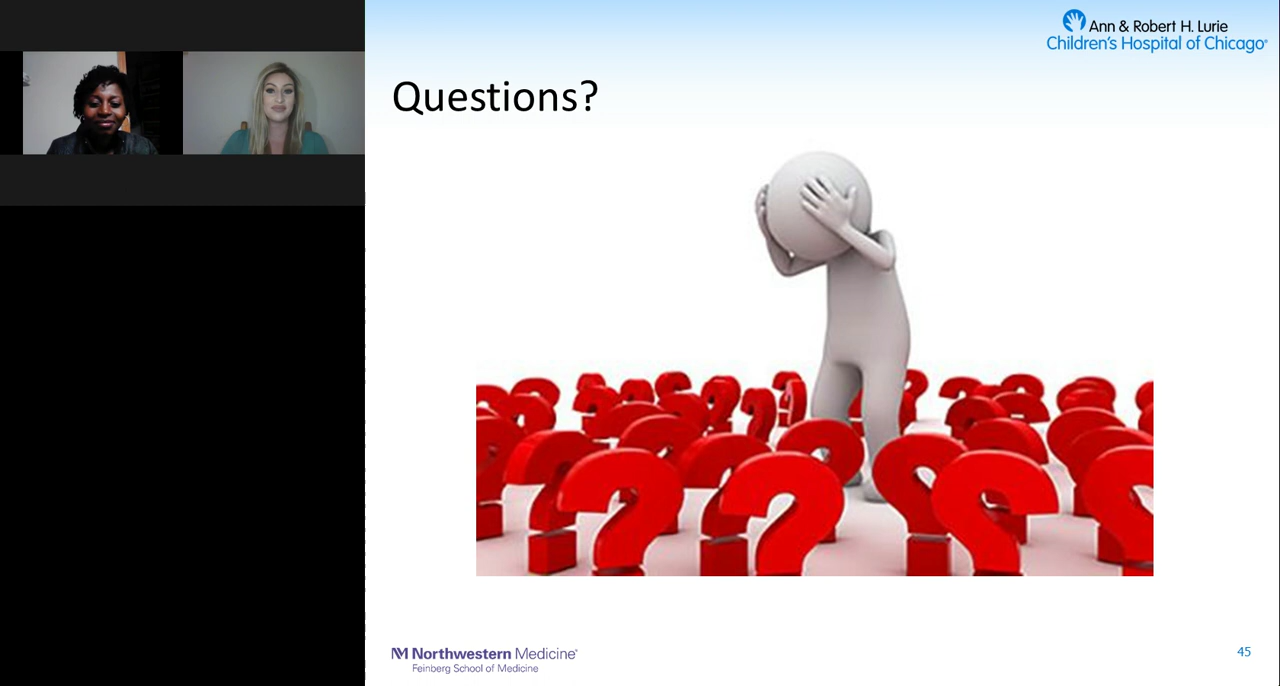 Ann & Robert H. Lurie
Children's Hospital of Chicago®
Questions?
Northwestern Medicine®
Feinberg School of Medicine
45